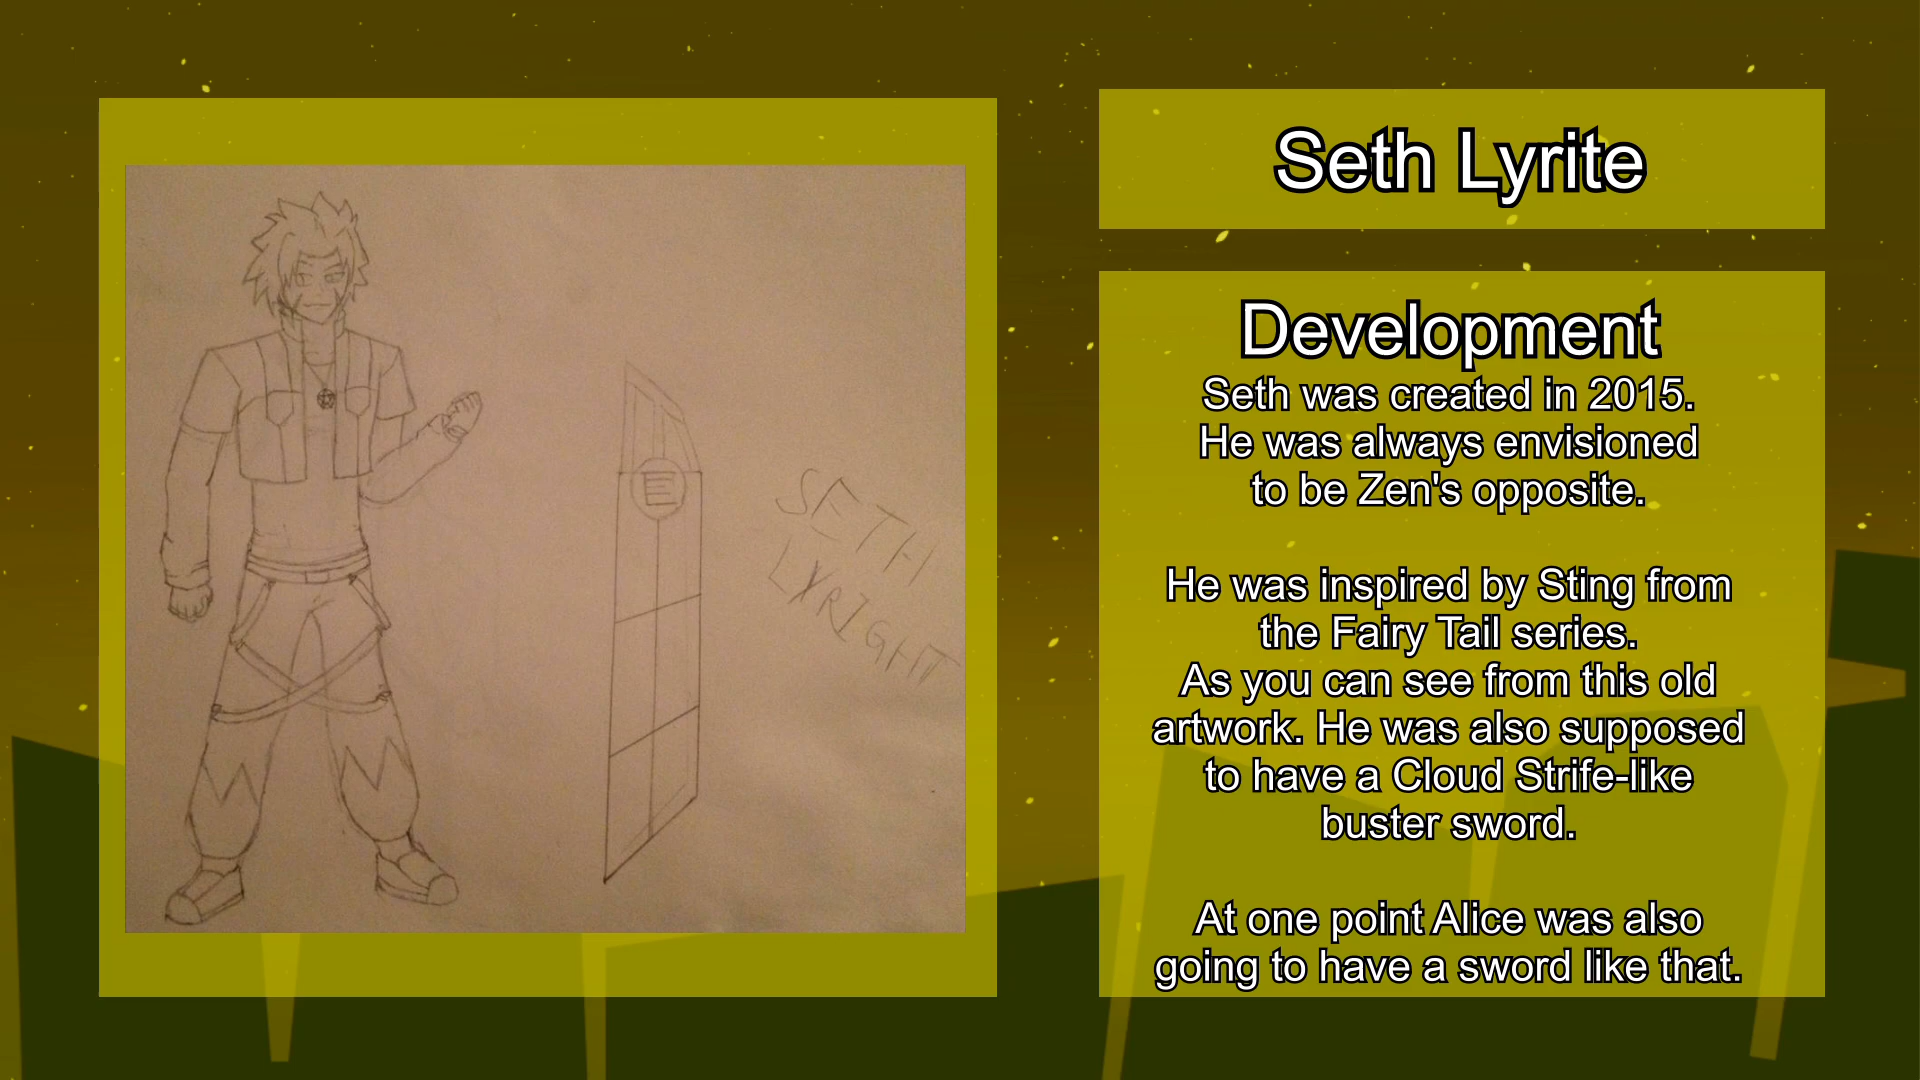 Seth Lyrite
SETH
LYRIGHT
Development
Seth was created in 2015.
He was always envisioned
to be Zen's opposite.
He was inspired by Sting from
the Fairy Tail series.
As you can see from this old
artwork. He was also supposed
to have a Cloud Strife-like
buster sword.
At one point Alice was also
going to have a sword like that.